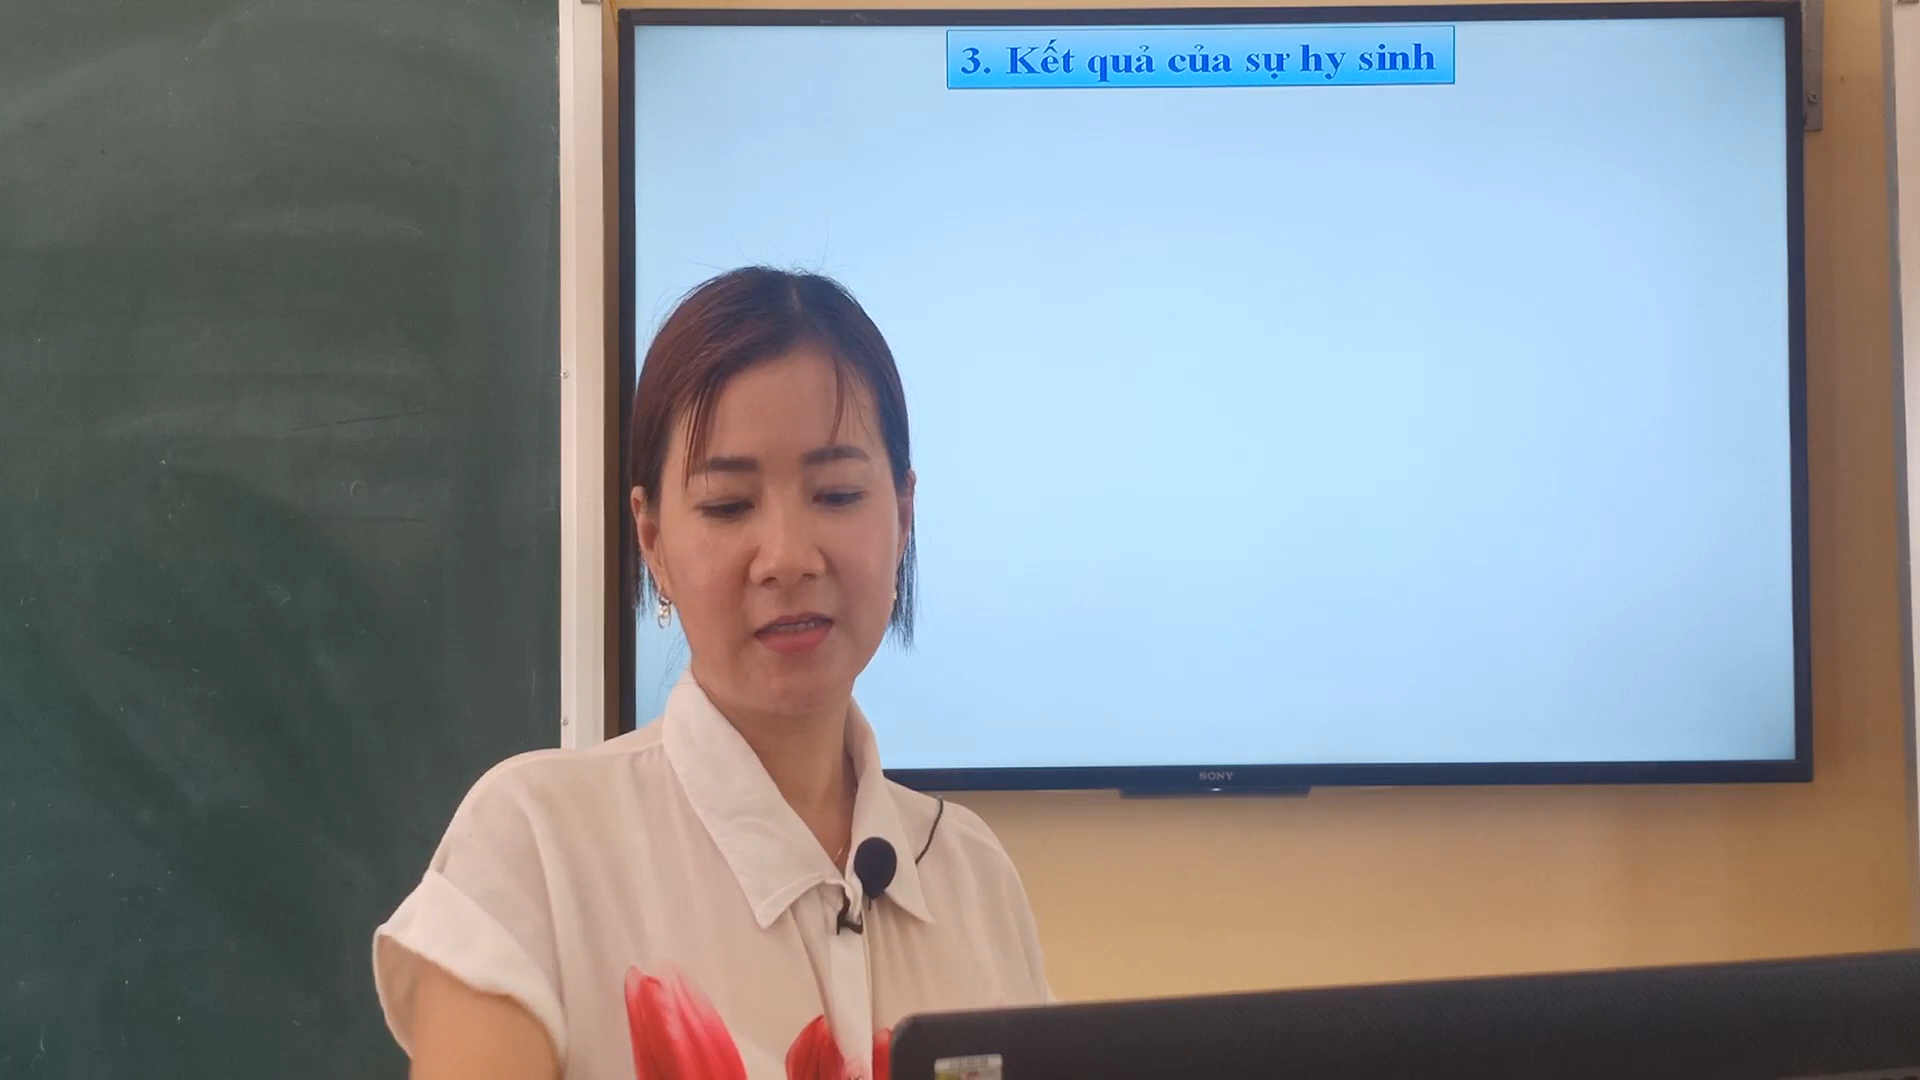 3. Kết quả của sự hy sinh
SONY